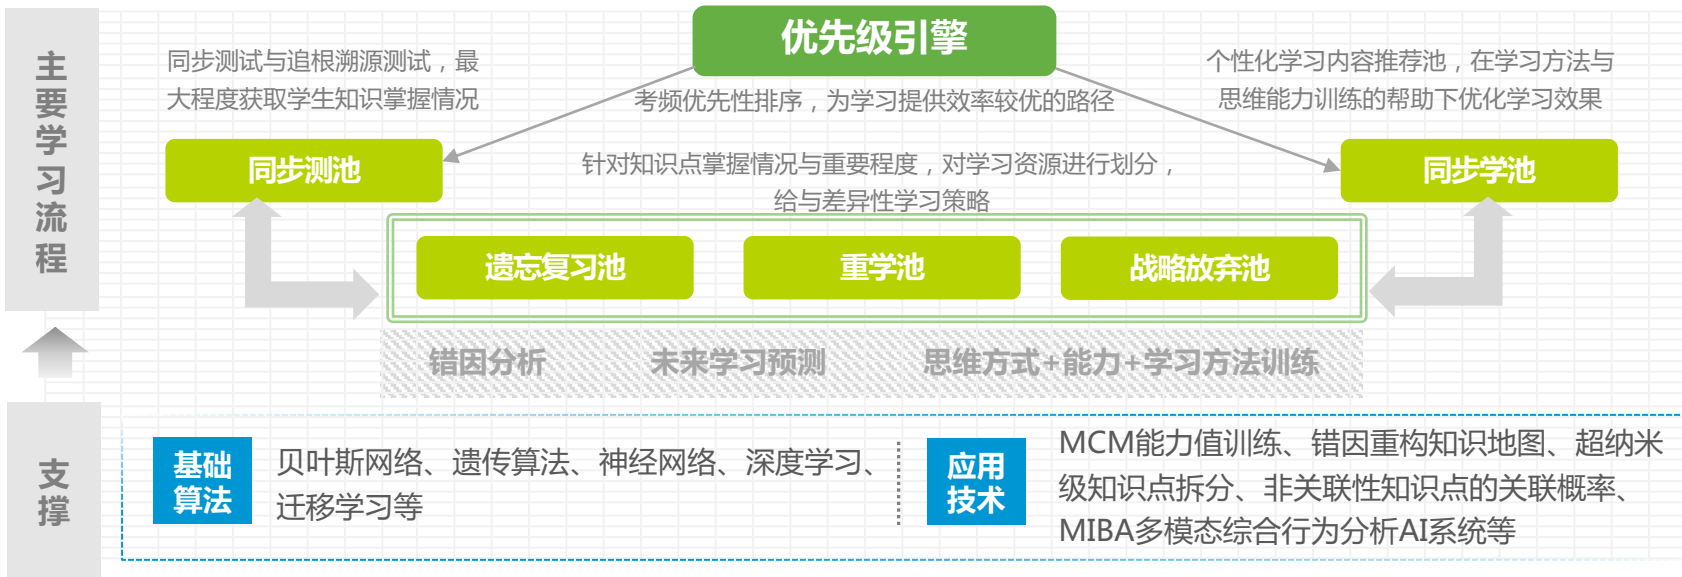 主要学习流程
优先级引擎
同步测试与追根溯源测试，最
大程度获取学生知识掌握情况
考频优先性排序，为学习提供效率较优的路径
个性化学习内容推荐池，在学习方法与
思维能力训练的帮助下优化学习效果
同步测池
针对知识点掌握情况与重要程度，对学习资源进行划分，
给与差异性学习策略
同步学池
遗忘复习池
重学池
战略放弃池
错因分析
未来学习预测
思维方式+能力+学习方法训练
支撑
基础
算法
贝叶斯网络、遗传算法、神经网络、深度学习、
迁移学习等
应用
技术
MCM能力值训练、错因重构知识地图、超纳米
级知识点拆分、非关联性知识点的关联概率、
MIBA多模态综合行为分析AI系统等